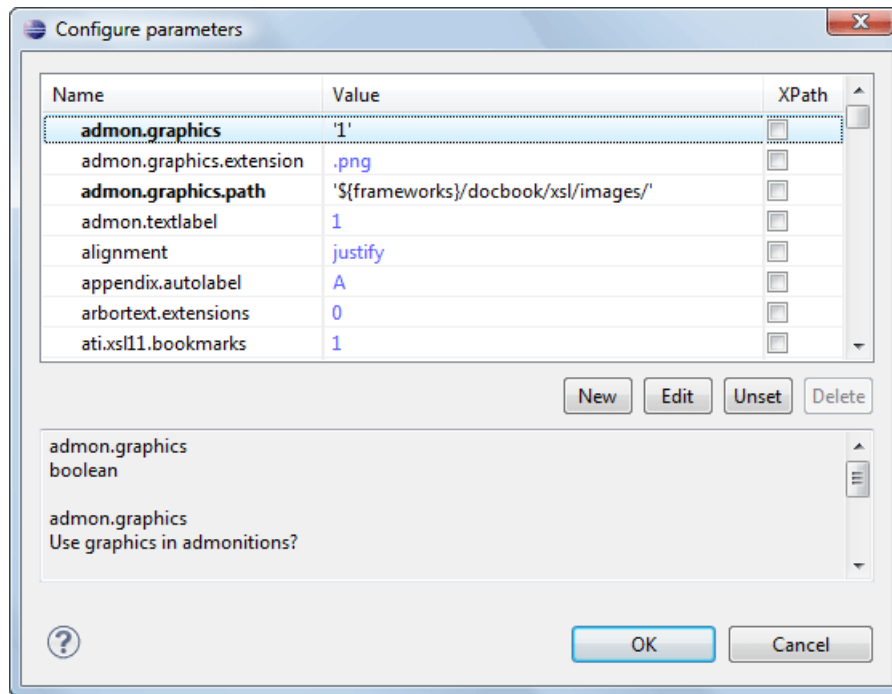 Configure parameters
Name Value XPath
admon.graphics '1'
admon.graphics.extension .png
admon.graphics.path '${frameworks}/docbook/xsl/images/'
admon.textlabel 1
alignment justify
appendix.autolabel A
arbortext.extensions 0
ati.xsl11.bookmarks 1
New Edit Unset Delete
admon.graphics
boolean
admon.graphics
Use graphics in admonitions?
? OK Cancel